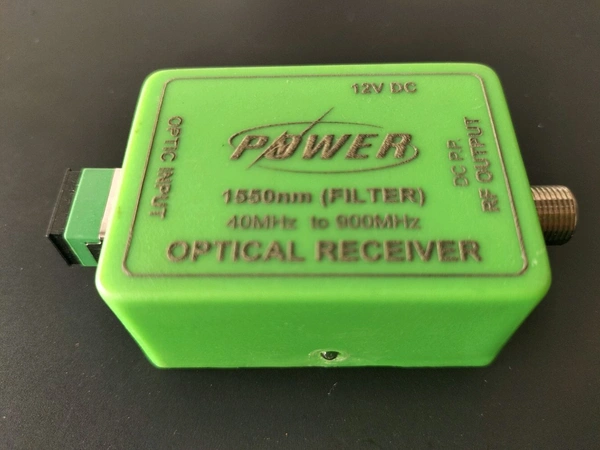 12V DC
OPTIC INPUT
POWER
DC P.P.
RF OUTPUT
1550nm (FILTER)
40MHz to 900MHz
OPTICAL RECEIVER